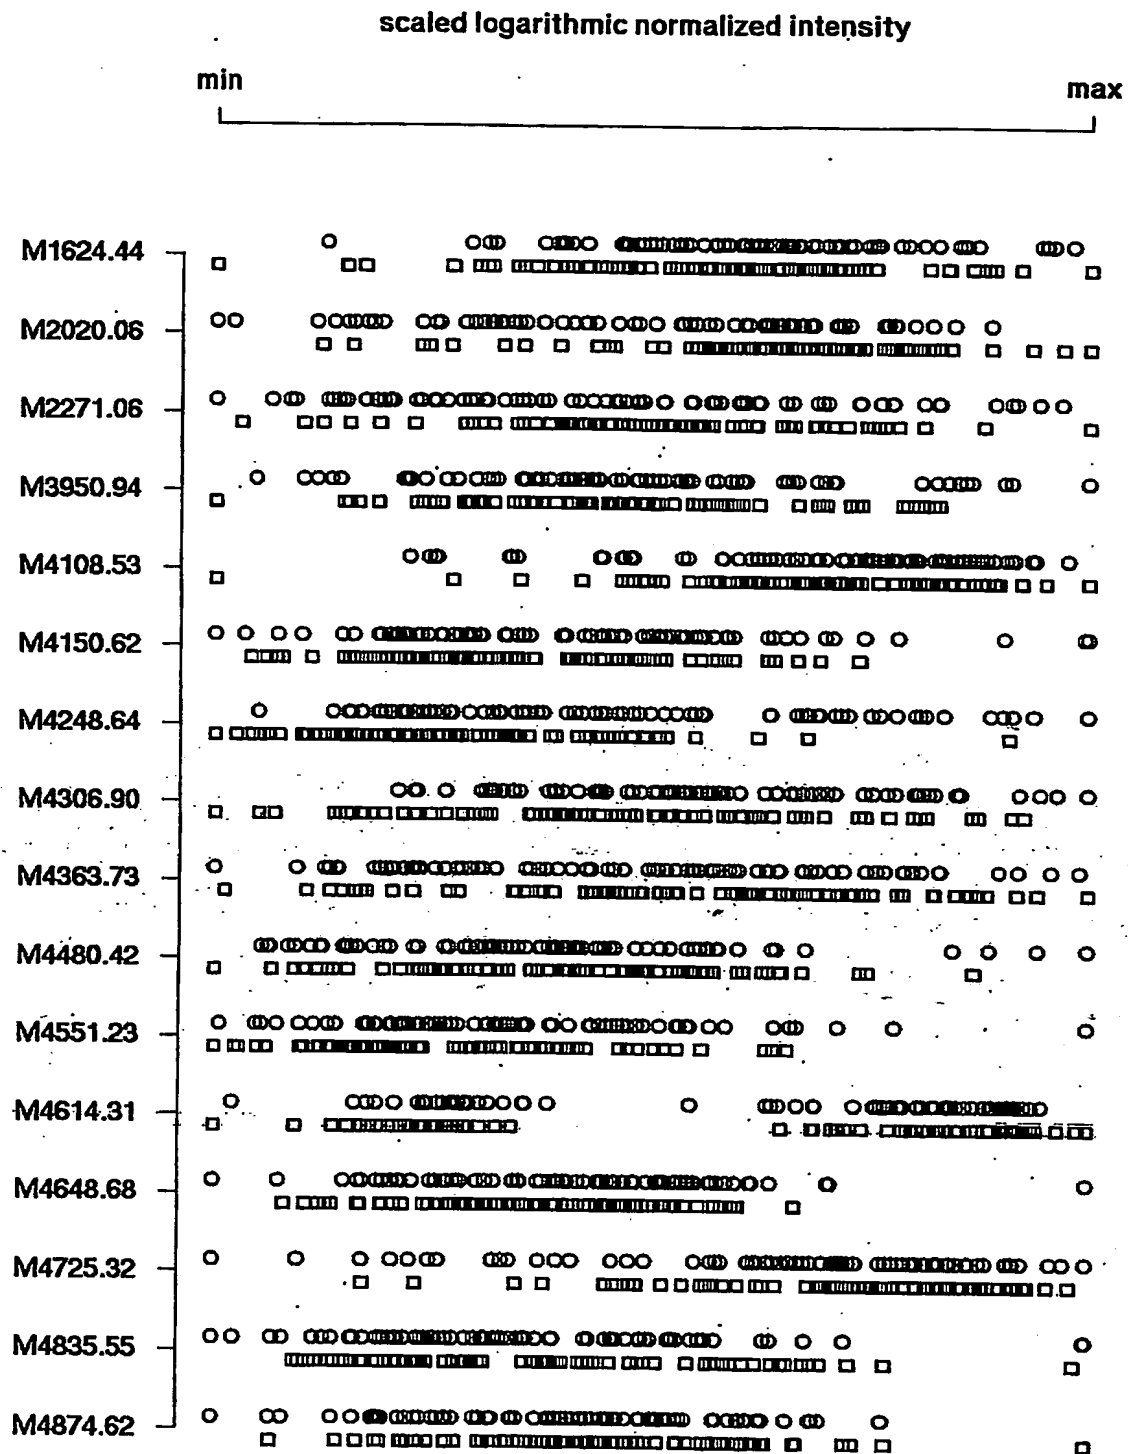 scaled logarithmic normalized intensity
min
max
M1624.44
M2020.06
M2271.06
M3950.94
M4108.53
M4150.62
M4248.64
M4306.90
M4363.73
M4480.42
M4551.23
M4614.31
M4648.68
M4725.32
M4835.55
M4874.62